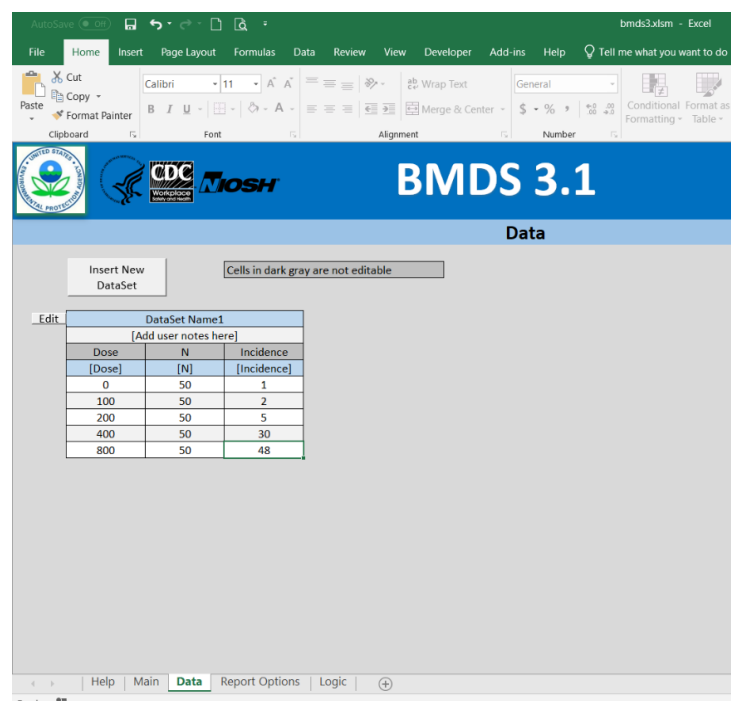 AutoSave Off bmds3.xlsm - Excel
File Home Insert Page Layout Formulas Data Review View Developer Add-ins Help Tell me what you want to do
Paste Cut Calibri 11 A A Wrap Text General Conditional Format as
Copy B I U A Merge & Center $ % , Formatting Table
Format Painter
Clipboard Font Alignment Number
UNITED STATES
CDC NIOSH BMDS 3.1
Workplace
Safety and Health
Data
Insert New DataSet
Cells in dark gray are not editable
Edit DataSet Name1
[Add user notes here]
Dose N Incidence
[Dose] [N] [Incidence]
0 50 1
100 50 2
200 50 5
400 50 30
800 50 48
Help Main Data Report Options Logic